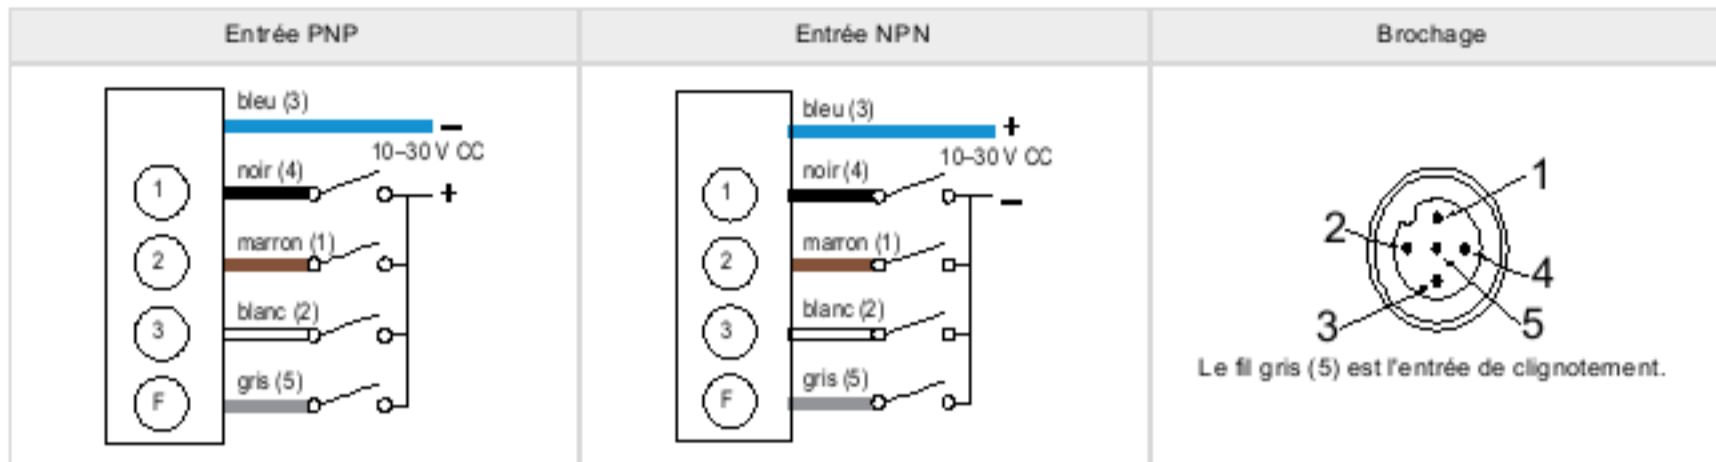 Entrée PNP
bleu (3)
−
10–30 V CC
noir (4)
1
+
marron (1)
2
blanc (2)
3
gris (5)
F
Entrée NPN
bleu (3)
+
10–30 V CC
noir (4)
1
−
marron (1)
2
blanc (2)
3
gris (5)
F
Brochage
1
2
4
3
5
Le fil gris (5) est l'entrée de clignotement.